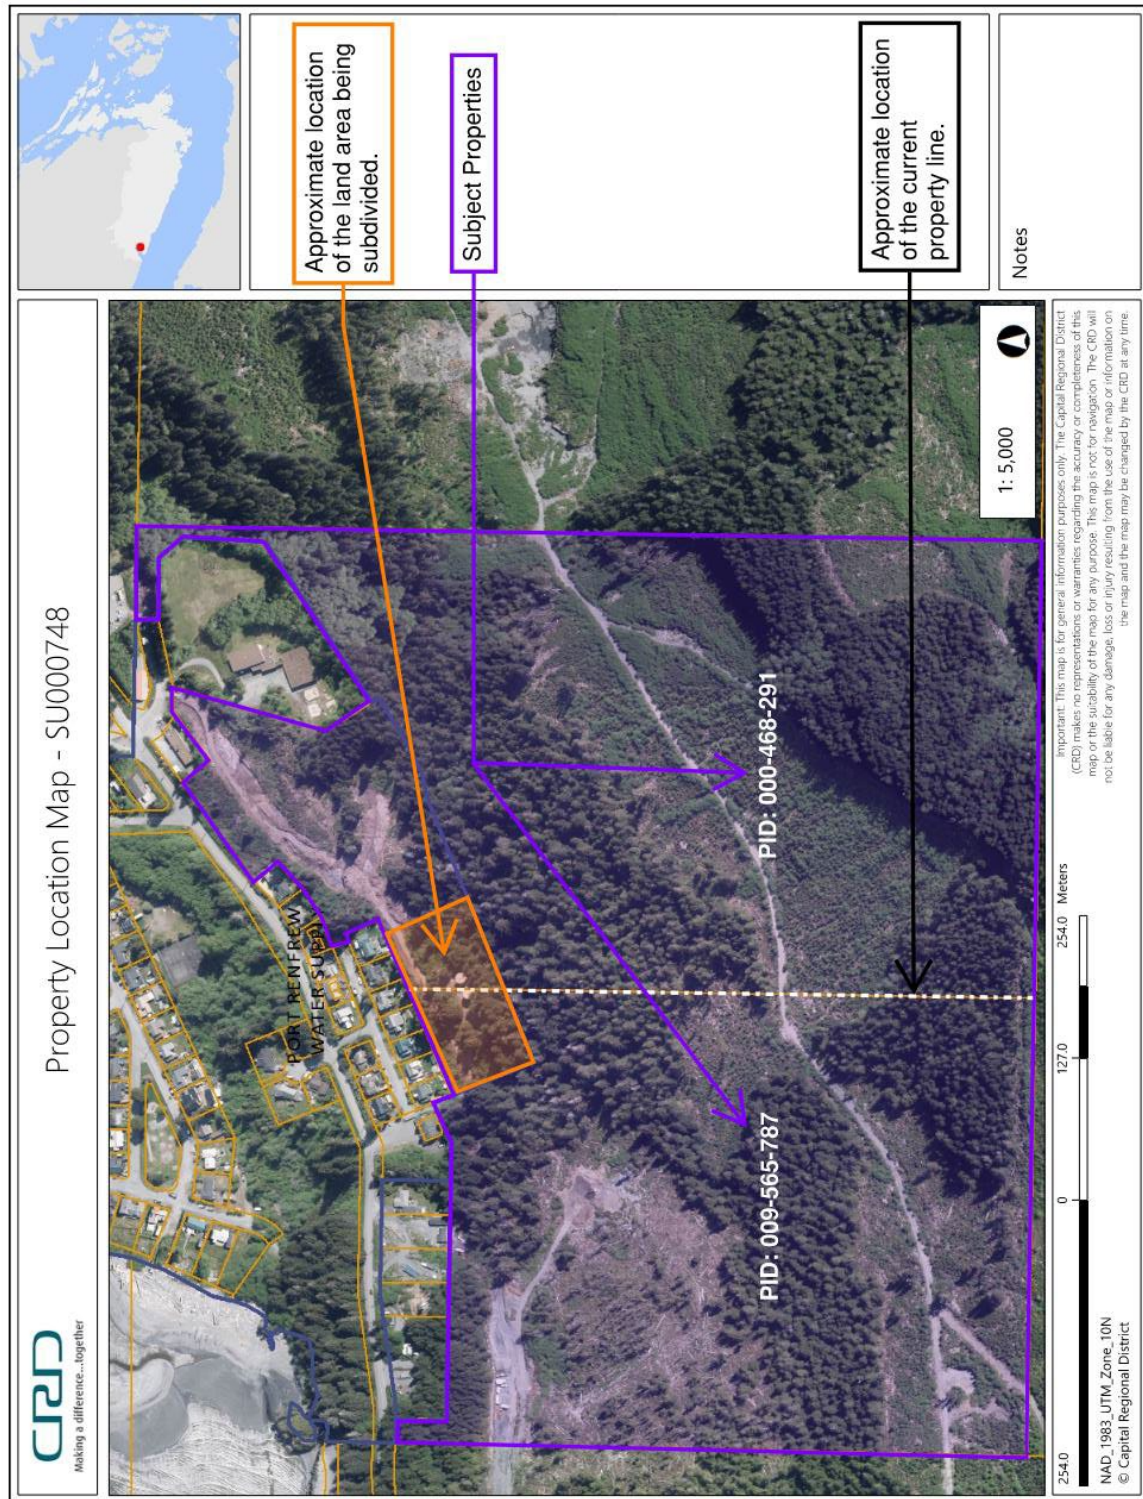 CRD
Making a difference...together
Property Location Map - SU000748
PORT RENFREW
WATER SUPPLY
Approximate location
of the land area being
subdivided.
Subject Properties
Approximate location
of the current
property line.
PID: 009-565-787
PID: 000-468-291
1: 5,000
Notes
254.0
0
127.0
254.0 Meters
NAD_1983_UTM_Zone_10N
© Capital Regional District
Important: This map is for general information purposes only. The Capital Regional District
(CRD) makes no representations or warranties regarding the accuracy or completeness of this
map or the suitability of the map for any purpose. This map is not for navigation. The CRD will
not be liable for any damage, loss or injury resulting from the use of the map or information on
the map and the map may be changed by the CRD at any time.